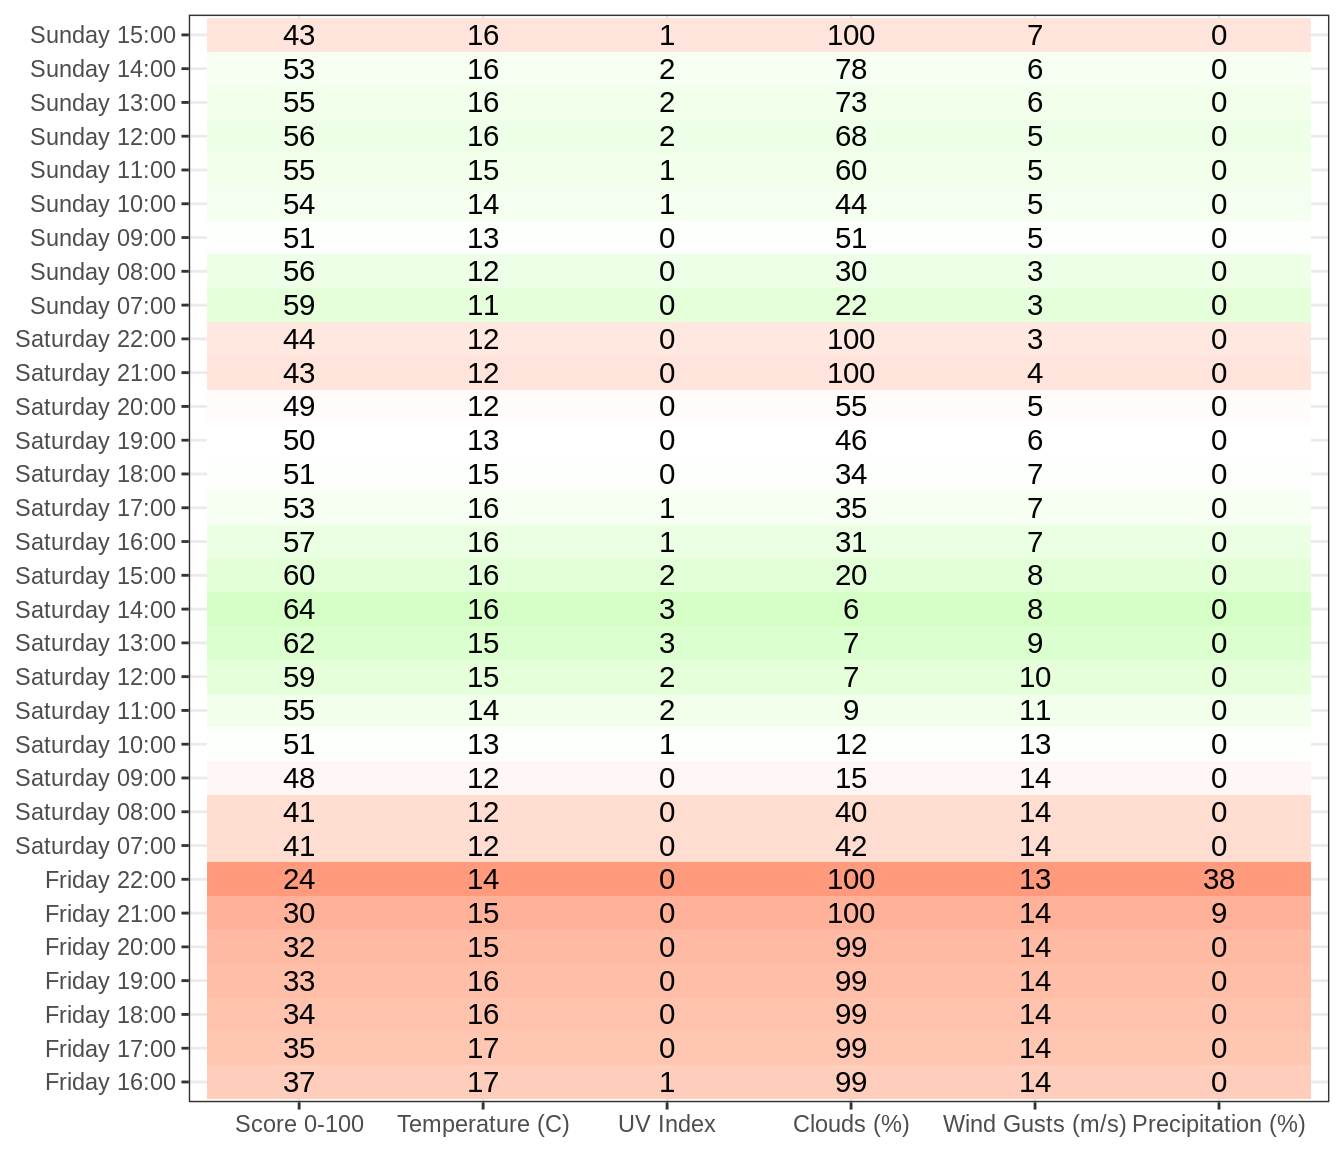 Sunday 15:00 43 16 1 100 7 0
Sunday 14:00 53 16 2 78 6 0
Sunday 13:00 55 16 2 73 6 0
Sunday 12:00 56 16 2 68 5 0
Sunday 11:00 55 15 1 60 5 0
Sunday 10:00 54 14 1 44 5 0
Sunday 09:00 51 13 0 51 5 0
Sunday 08:00 56 12 0 30 3 0
Sunday 07:00 59 11 0 22 3 0
Saturday 22:00 44 12 0 100 3 0
Saturday 21:00 43 12 0 100 4 0
Saturday 20:00 49 12 0 55 5 0
Saturday 19:00 50 13 0 46 6 0
Saturday 18:00 51 15 0 34 7 0
Saturday 17:00 53 16 1 35 7 0
Saturday 16:00 57 16 1 31 7 0
Saturday 15:00 60 16 2 20 8 0
Saturday 14:00 64 16 3 6 8 0
Saturday 13:00 62 15 3 7 9 0
Saturday 12:00 59 15 2 7 10 0
Saturday 11:00 55 14 2 9 11 0
Saturday 10:00 51 13 1 12 13 0
Saturday 09:00 48 12 0 15 14 0
Saturday 08:00 41 12 0 40 14 0
Saturday 07:00 41 12 0 42 14 0
Friday 22:00 24 14 0 100 13 38
Friday 21:00 30 15 0 100 14 9
Friday 20:00 32 15 0 99 14 0
Friday 19:00 33 16 0 99 14 0
Friday 18:00 34 16 0 99 14 0
Friday 17:00 35 17 0 99 14 0
Friday 16:00 37 17 1 99 14 0
Score 0-100 Temperature (C) UV Index Clouds (%) Wind Gusts (m/s) Precipitation (%)